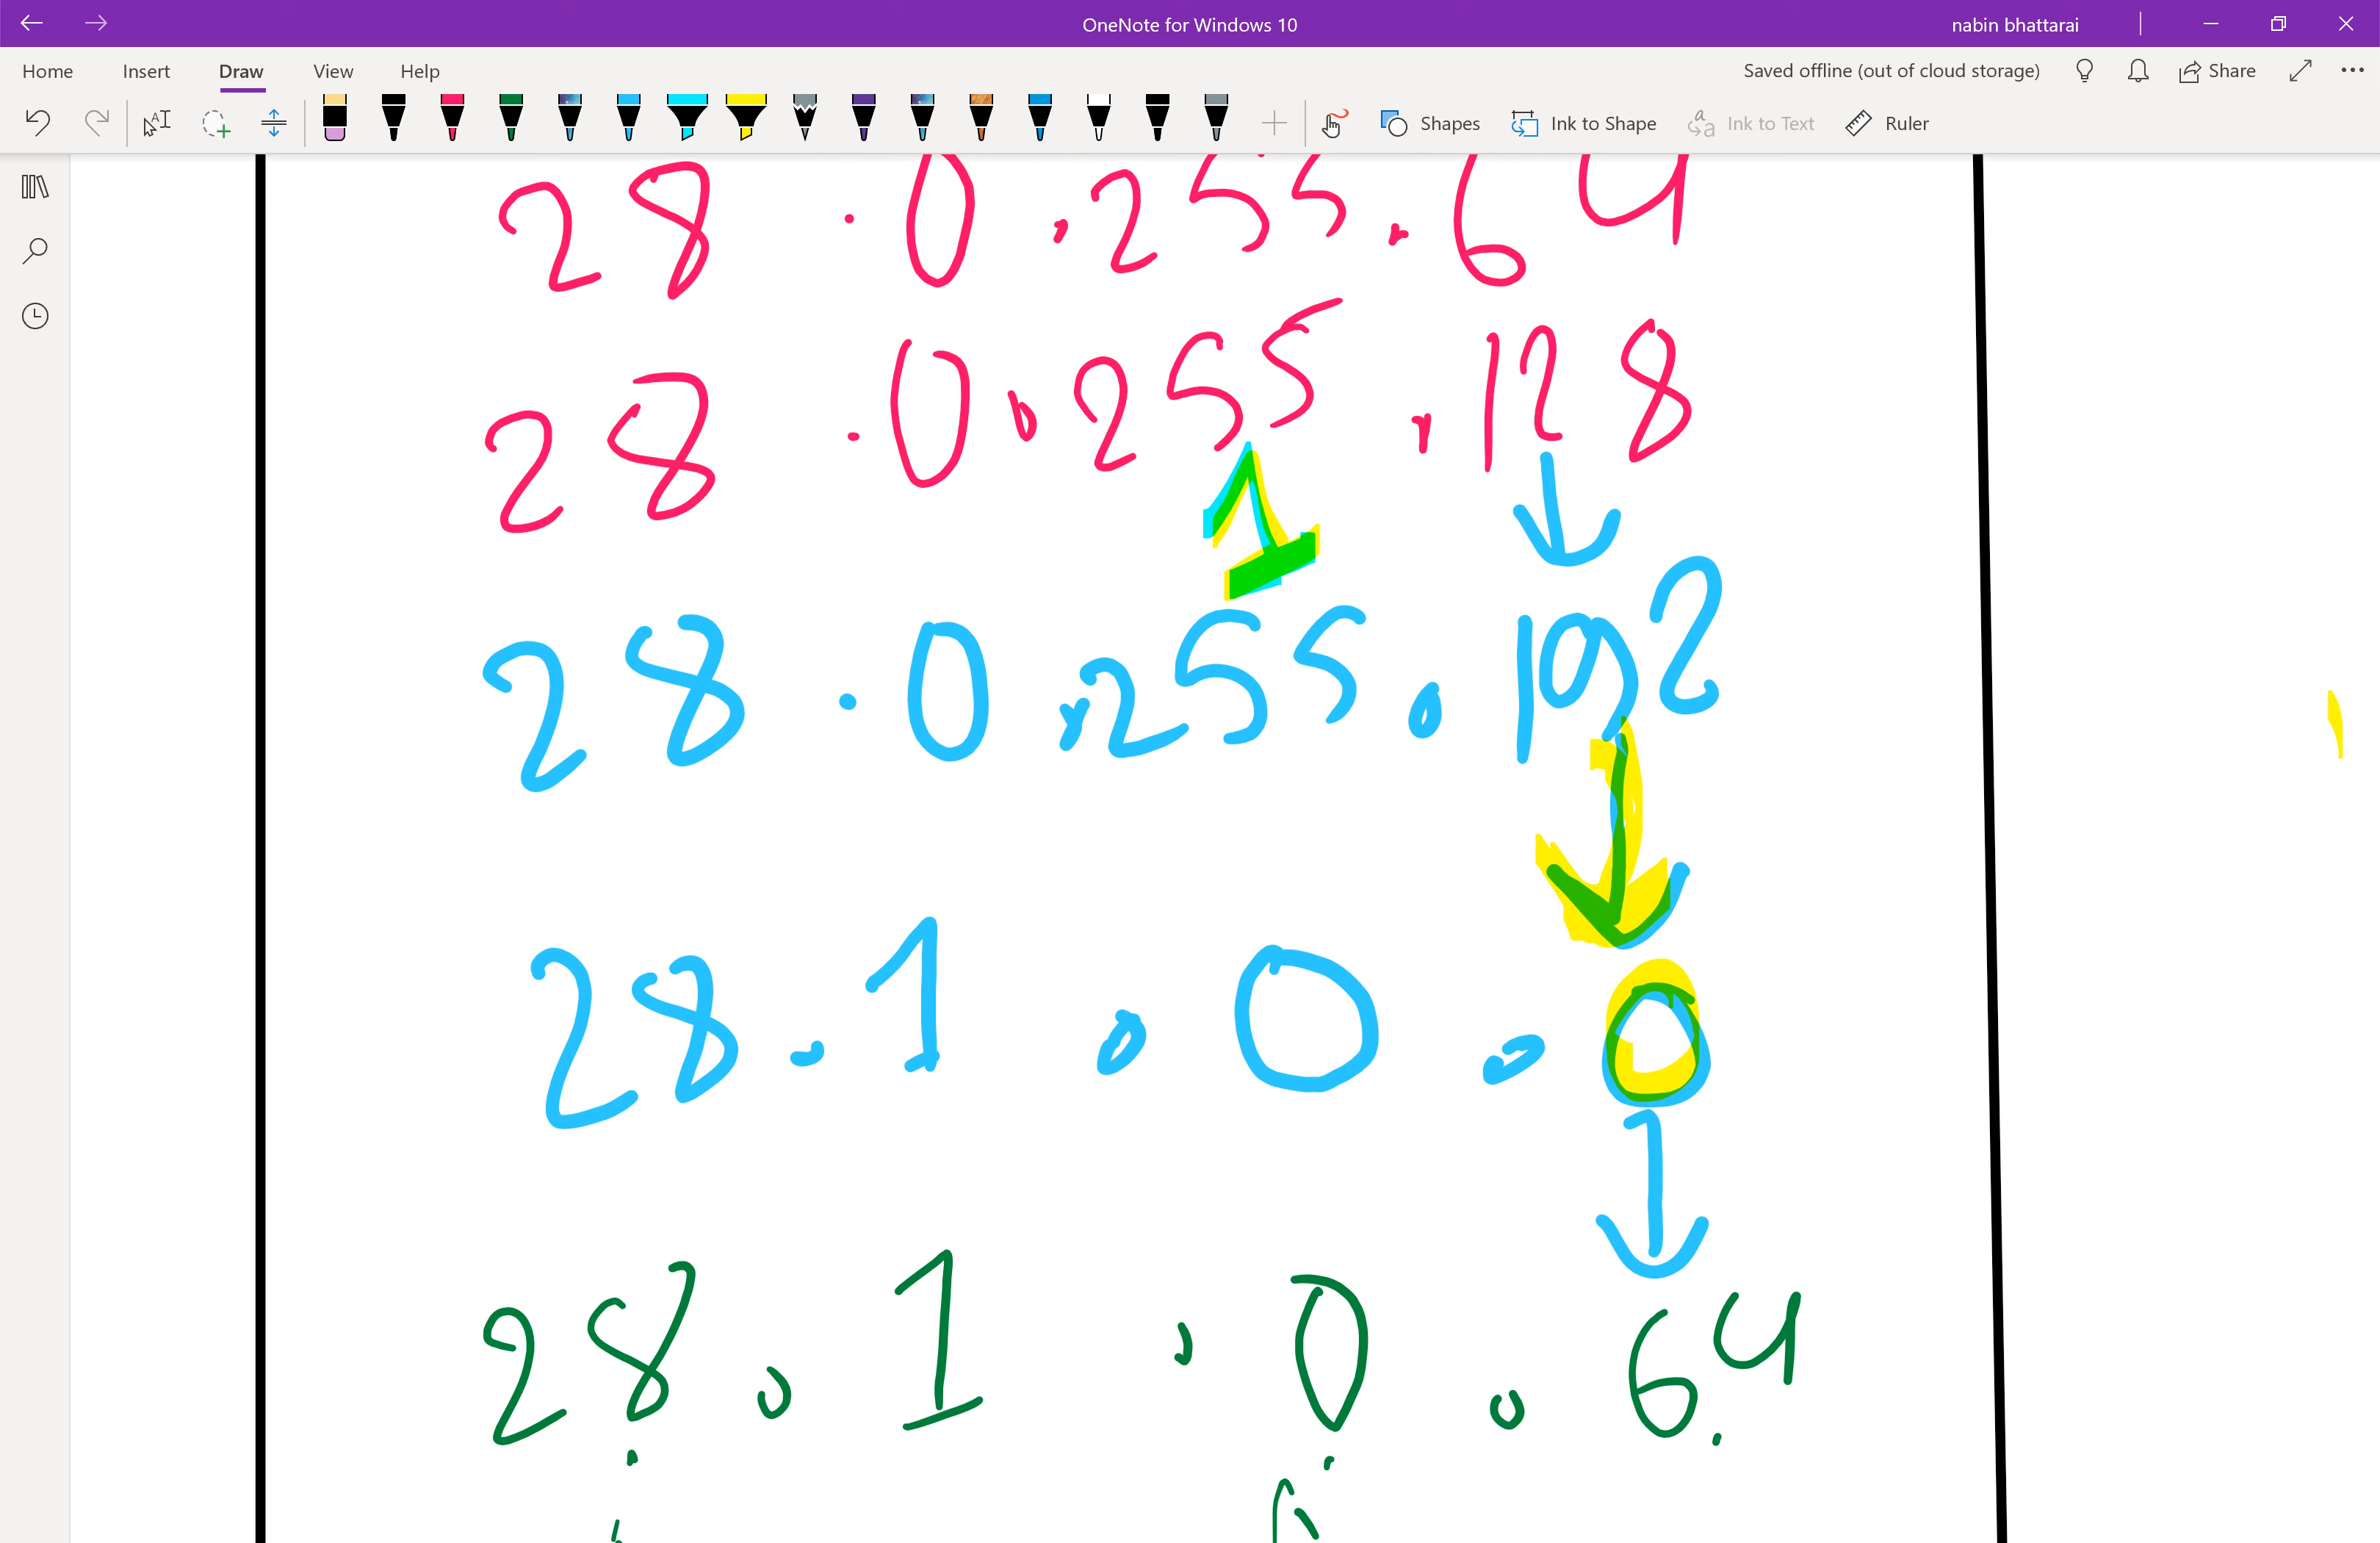 OneNote for Windows 10
nabin bhattarai
Home Insert Draw View Help
Saved offline (out of cloud storage) Share
Shapes Ink to Shape Ink to Text Ruler
28.0.255.64
28.0.255.128
1
28.0.255.192
28.1.0.0
28.1.0.64